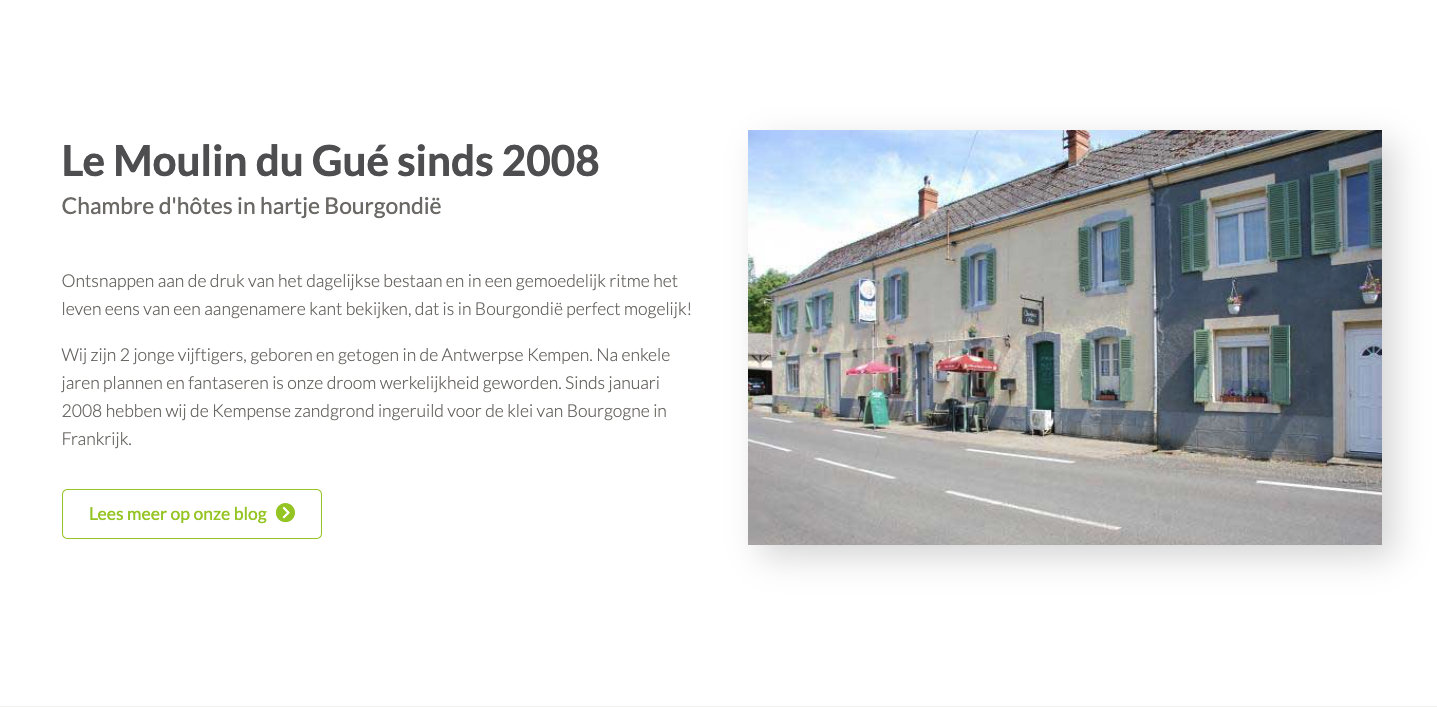 Le Moulin du Gué sinds 2008
Chambre d'hôtes in hartje Bourgondië
Ontsnappen aan de druk van het dagelijkse bestaan en in een gemoedelijk ritme het
leven eens van een aangenamere kant bekijken, dat is in Bourgondië perfect mogelijk!
Wij zijn 2 jonge vijftigers, geboren en getogen in de Antwerpse Kempen. Na enkele
jaren plannen en fantaseren is onze droom werkelijkheid geworden. Sinds januari
2008 hebben wij de Kempense zandgrond ingeruild voor de klei van Bourgogne in
Frankrijk.
Lees meer op onze blog